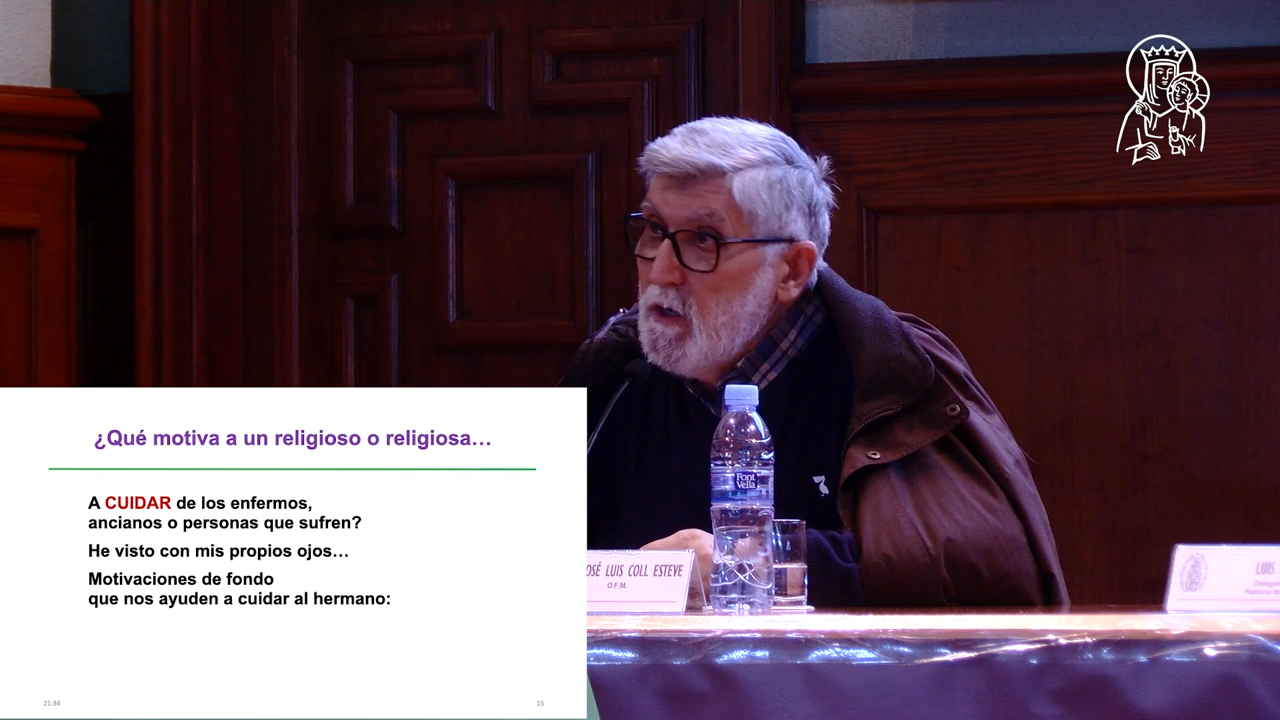 ¿Qué motiva a un religioso o religiosa…
A CUIDAR de los enfermos,
ancianos o personas que sufren?
He visto con mis propios ojos…
Motivaciones de fondo
que nos ayuden a cuidar al hermano:
21:34
15
Font
Vella
OSÉ LUIS COLL ESTEVE
O.F.M.
LUIS